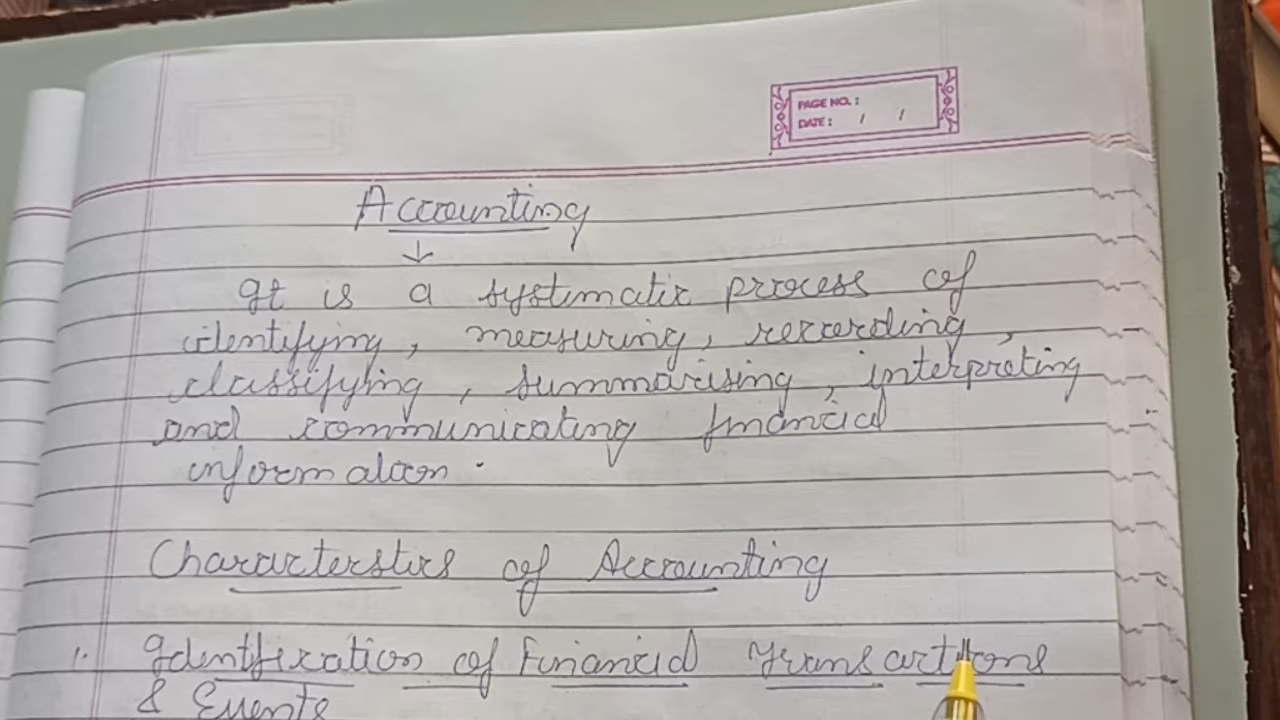 PAGE NO.:
DATE: / /
Accounting
↓
It is a systematic process of
identifying, measuring, recording,
classifying, summarising, interpreting
and communicating financial
information.
Characterstics of Accounting
1. Identification of Financial Transactions
& Events